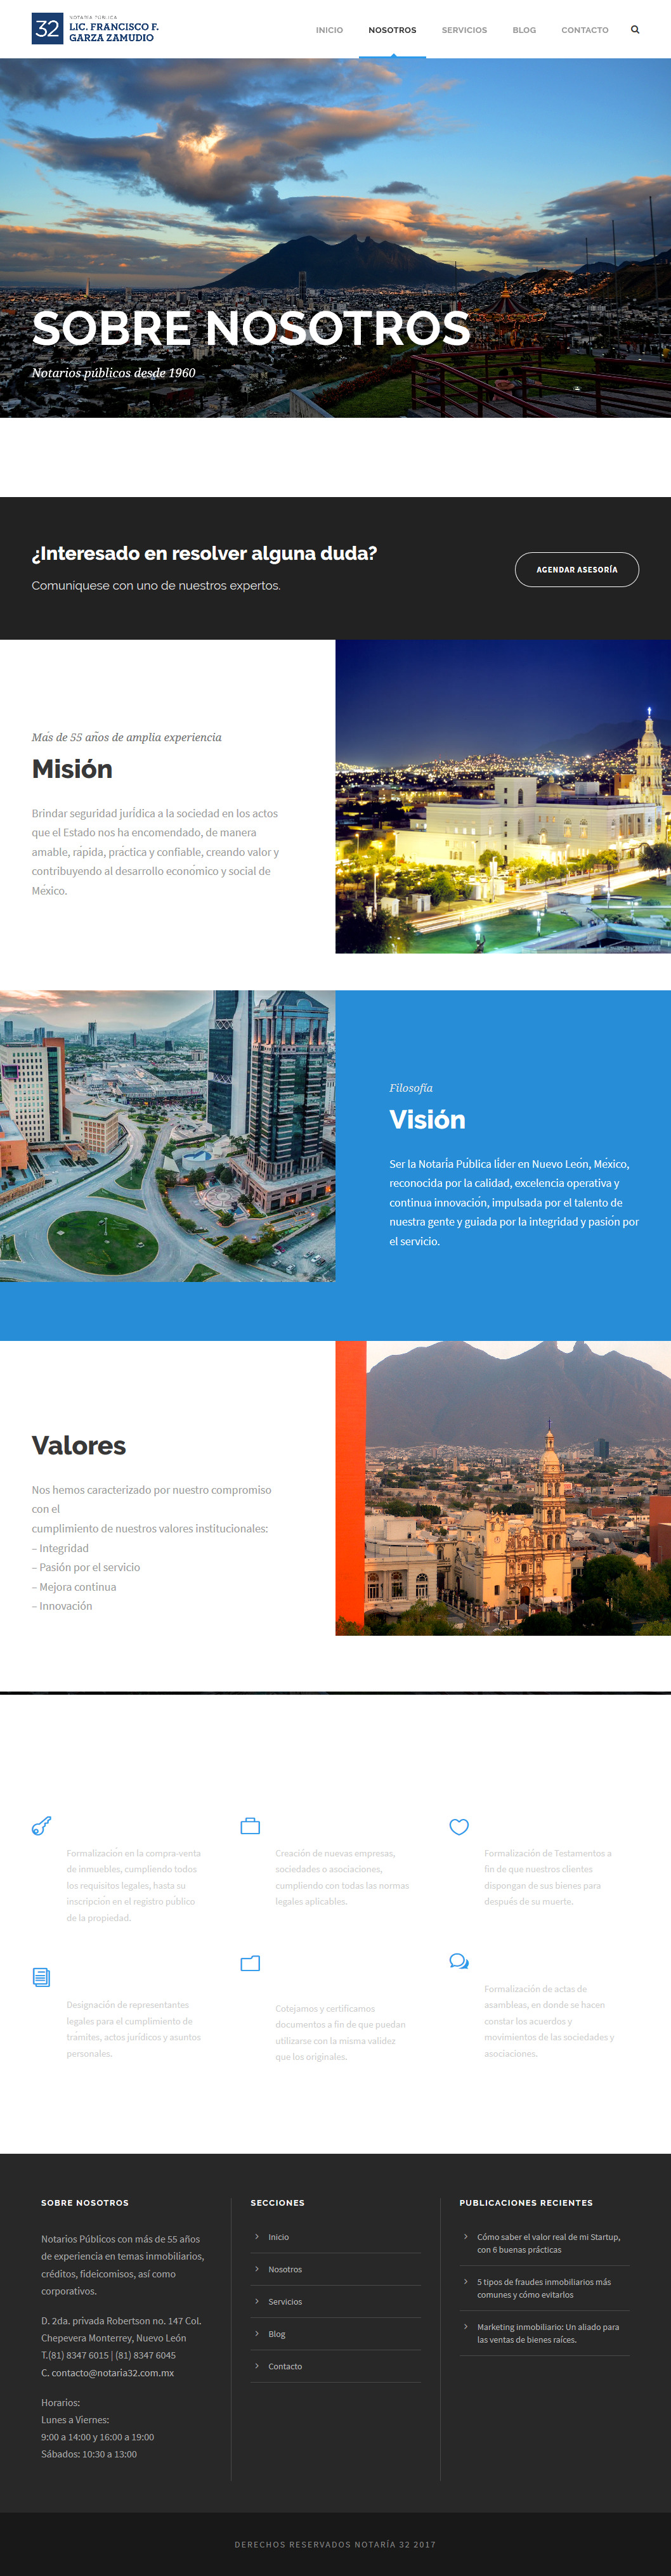 32
NOTARÍA PÚBLICA
LIC. FRANCISCO F.
GARZA ZAMUDIO
INICIO
NOSOTROS
SERVICIOS
BLOG
CONTACTO
SOBRE NOSOTROS
Notarios públicos desde 1960
¿Interesado en resolver alguna duda?
Comuníquese con uno de nuestros expertos.
AGENDAR ASESORÍA
Más de 55 años de amplia experiencia
Misión
Brindar seguridad jurídica a la sociedad en los actos
que el Estado nos ha encomendado, de manera
amable, rápida, práctica y confiable, creando valor y
contribuyendo al desarrollo económico y social de
México.
Filosofía
Visión
Ser la Notaría Pública líder en Nuevo León, México,
reconocida por la calidad, excelencia operativa y
continua innovación, impulsada por el talento de
nuestra gente y guiada por la integridad y pasión por
el servicio.
Valores
Nos hemos caracterizado por nuestro compromiso
con el
cumplimiento de nuestros valores institucionales:
– Integridad
– Pasión por el servicio
– Mejora continua
– Innovación
Formalización en la compra-venta
de inmuebles, cumpliendo todos
los requisitos legales, hasta su
inscripción en el registro público
de la propiedad.
Creación de nuevas empresas,
sociedades o asociaciones,
cumpliendo con todas las normas
legales aplicables.
Formalización de Testamentos a
fin de que nuestros clientes
dispongan de sus bienes para
después de su muerte.
Designación de representantes
legales para el cumplimiento de
trámites, actos jurídicos y asuntos
personales.
Cotejamos y certificamos
documentos a fin de que puedan
utilizarse con la misma validez
que los originales.
Formalización de actas de
asambleas, en donde se hacen
constar los acuerdos y
movimientos de las sociedades y
asociaciones.
SOBRE NOSOTROS
Notarios Públicos con más de 55 años
de experiencia en temas inmobiliarios,
créditos, fideicomisos, así como
corporativos.
D. 2da. privada Robertson no. 147 Col.
Chepevera Monterrey, Nuevo León
T.(81) 8347 6015 | (81) 8347 6045
C. contacto@notaria32.com.mx
Horarios:
Lunes a Viernes:
9:00 a 14:00 y 16:00 a 19:00
Sábados: 10:30 a 13:00
SECCIONES
Inicio
Nosotros
Servicios
Blog
Contacto
PUBLICACIONES RECIENTES
Cómo saber el valor real de mi Startup,
con 6 buenas prácticas
5 tipos de fraudes inmobiliarios más
comunes y cómo evitarlos
Marketing inmobiliario: Un aliado para
las ventas de bienes raíces.
DERECHOS RESERVADOS NOTARÍA 32 2017